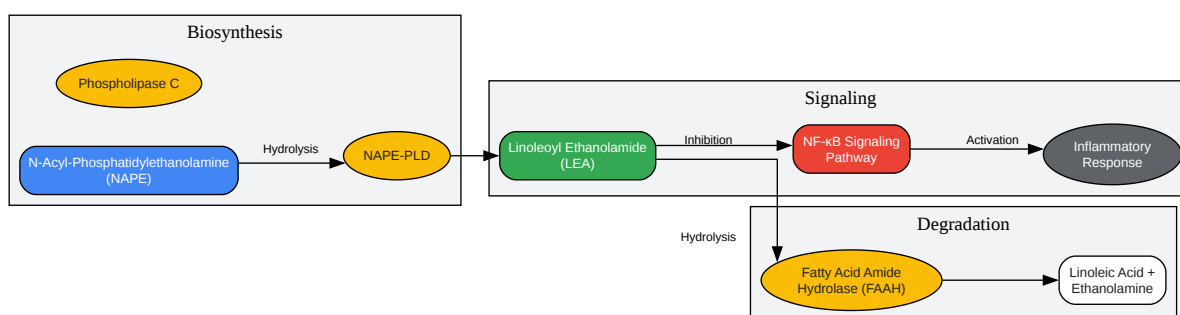 Biosynthesis
Phospholipase C
N-Acyl-Phosphatidylethanolamine
(NAPE)
Hydrolysis
NAPE-PLD
Signaling
Linoleoyl Ethanolamide
(LEA)
Inhibition
NF-κB Signaling
Pathway
Activation
Inflammatory
Response
Hydrolysis
Degradation
Fatty Acid Amide
Hydrolase (FAAH)
Linoleic Acid +
Ethanolamine